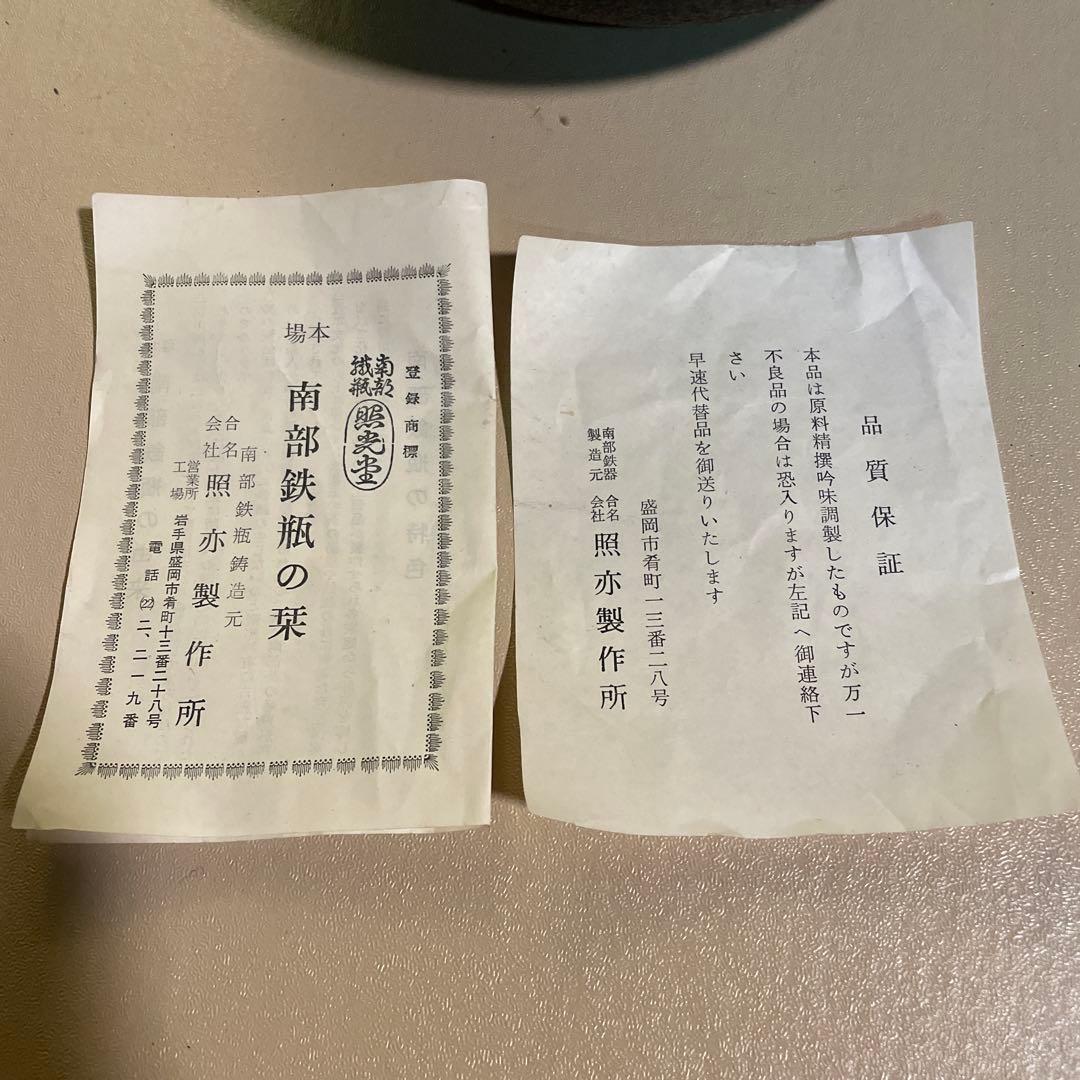 登録商標
南部
鉄瓶
照光堂
本場
南部鉄瓶の栞
南部鉄瓶鋳造元
合名
会社
照亦製作所
営業所
工場
岩手県盛岡市肴町十三番二十八号
電話㉒二、二一九番
品質保証
本品は原料精撰吟味調製したものですが万一
不良品の場合は恐入りますが左記へ御連絡下
さい
早速代替品を御送りいたします
盛岡市肴町一三番二八号
南部鉄器
製造元
合名
会社
照亦製作所
の特色